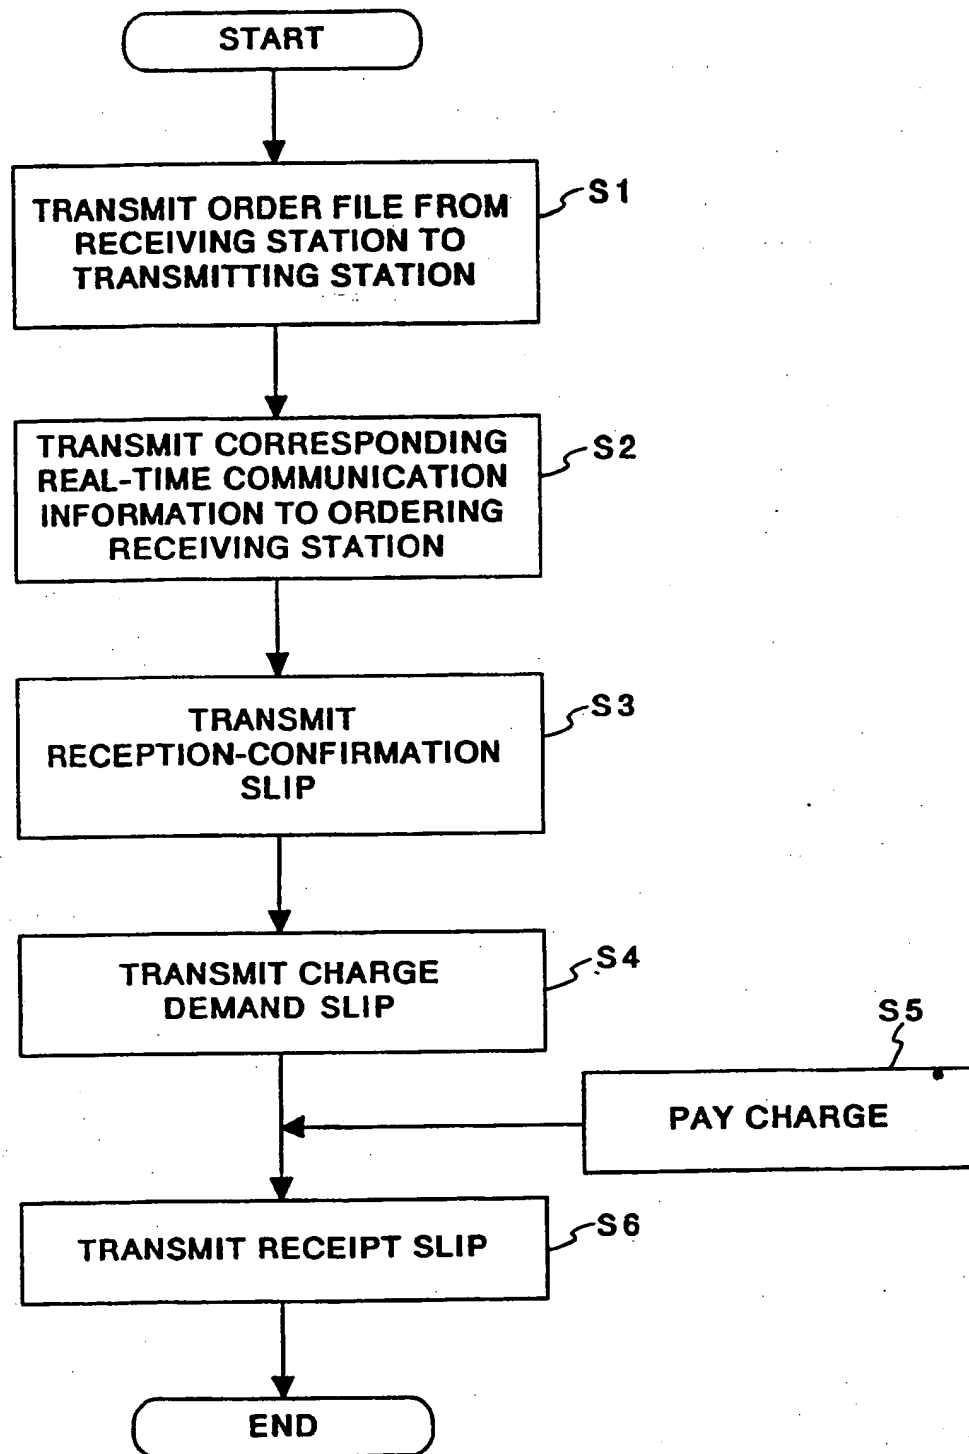 START
TRANSMIT ORDER FILE FROM
RECEIVING STATION TO
TRANSMITTING STATION
S1
TRANSMIT CORRESPONDING
REAL-TIME COMMUNICATION
INFORMATION TO ORDERING
RECEIVING STATION
S2
TRANSMIT
RECEPTION-CONFIRMATION
SLIP
S3
TRANSMIT CHARGE
DEMAND SLIP
S4
S5
PAY CHARGE
TRANSMIT RECEIPT SLIP
S6
END